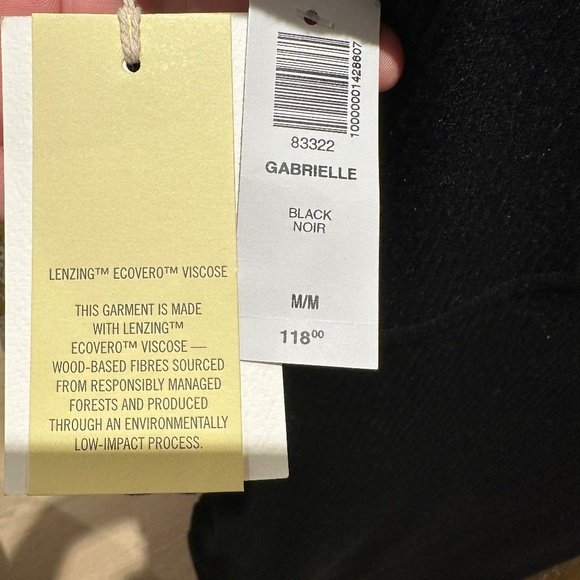 LENZING™ ECOVERO™ VISCOSE
THIS GARMENT IS MADE
WITH LENZING™
ECOVERO™ VISCOSE —
WOOD-BASED FIBRES SOURCED
FROM RESPONSIBLY MANAGED
FORESTS AND PRODUCED
THROUGH AN ENVIRONMENTALLY
LOW-IMPACT PROCESS.
10000001428607
83322
GABRIELLE
BLACK
NOIR
M/M
118⁰⁰